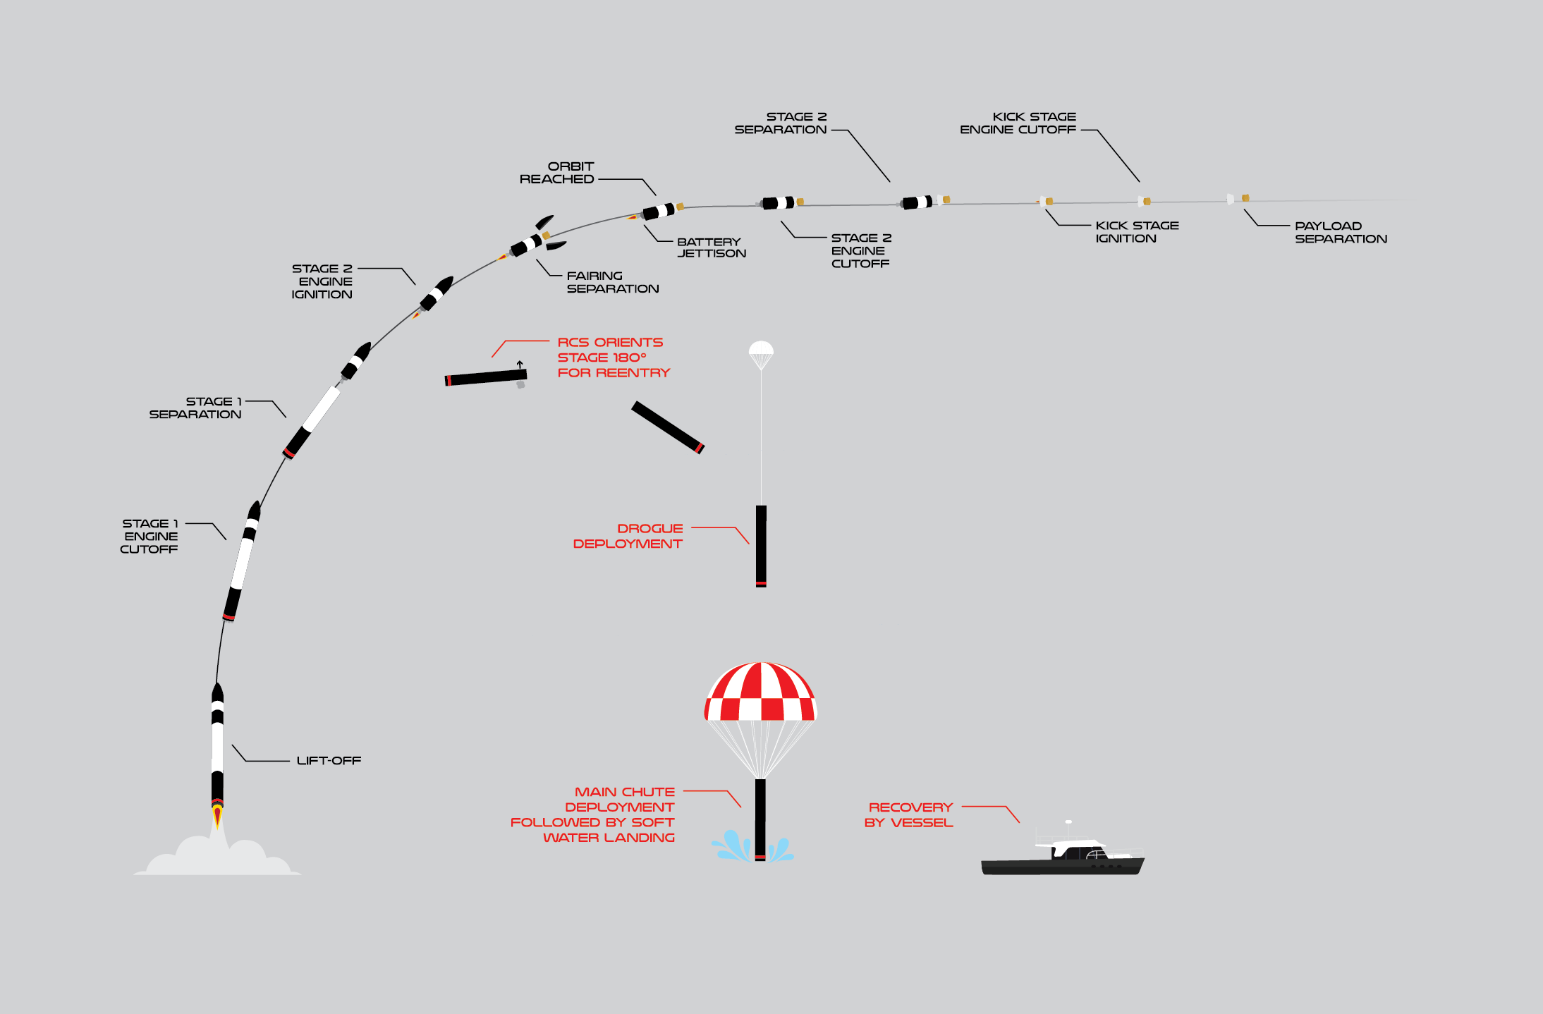 STAGE 2
SEPARATION
KICK STAGE
ENGINE CUTOFF
ORBIT
REACHED
BATTERY
JETTISON
STAGE 2
ENGINE
CUTOFF
KICK STAGE
IGNITION
PAYLOAD
SEPARATION
STAGE 2
ENGINE
IGNITION
FAIRING
SEPARATION
RCS ORIENTS
STAGE 180°
FOR REENTRY
STAGE 1
SEPARATION
STAGE 1
ENGINE
CUTOFF
DROGUE
DEPLOYMENT
LIFT-OFF
MAIN CHUTE
DEPLOYMENT
FOLLOWED BY SOFT
WATER LANDING
RECOVERY
BY VESSEL